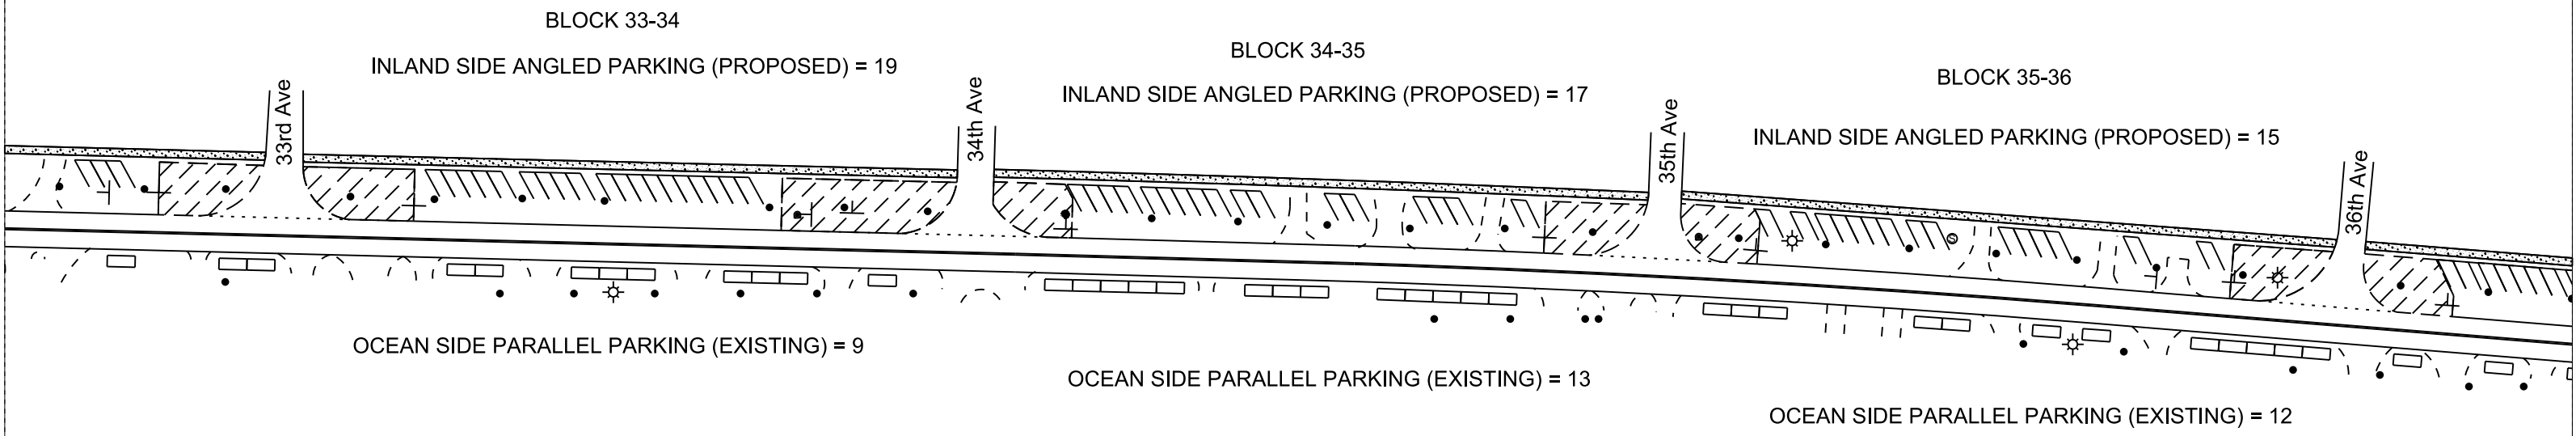 BLOCK 33-34
INLAND SIDE ANGLED PARKING (PROPOSED) = 19
BLOCK 34-35
INLAND SIDE ANGLED PARKING (PROPOSED) = 17
BLOCK 35-36
INLAND SIDE ANGLED PARKING (PROPOSED) = 15
33rd Ave
34th Ave
35th Ave
36th Ave
S
OCEAN SIDE PARALLEL PARKING (EXISTING) = 9
OCEAN SIDE PARALLEL PARKING (EXISTING) = 13
OCEAN SIDE PARALLEL PARKING (EXISTING) = 12